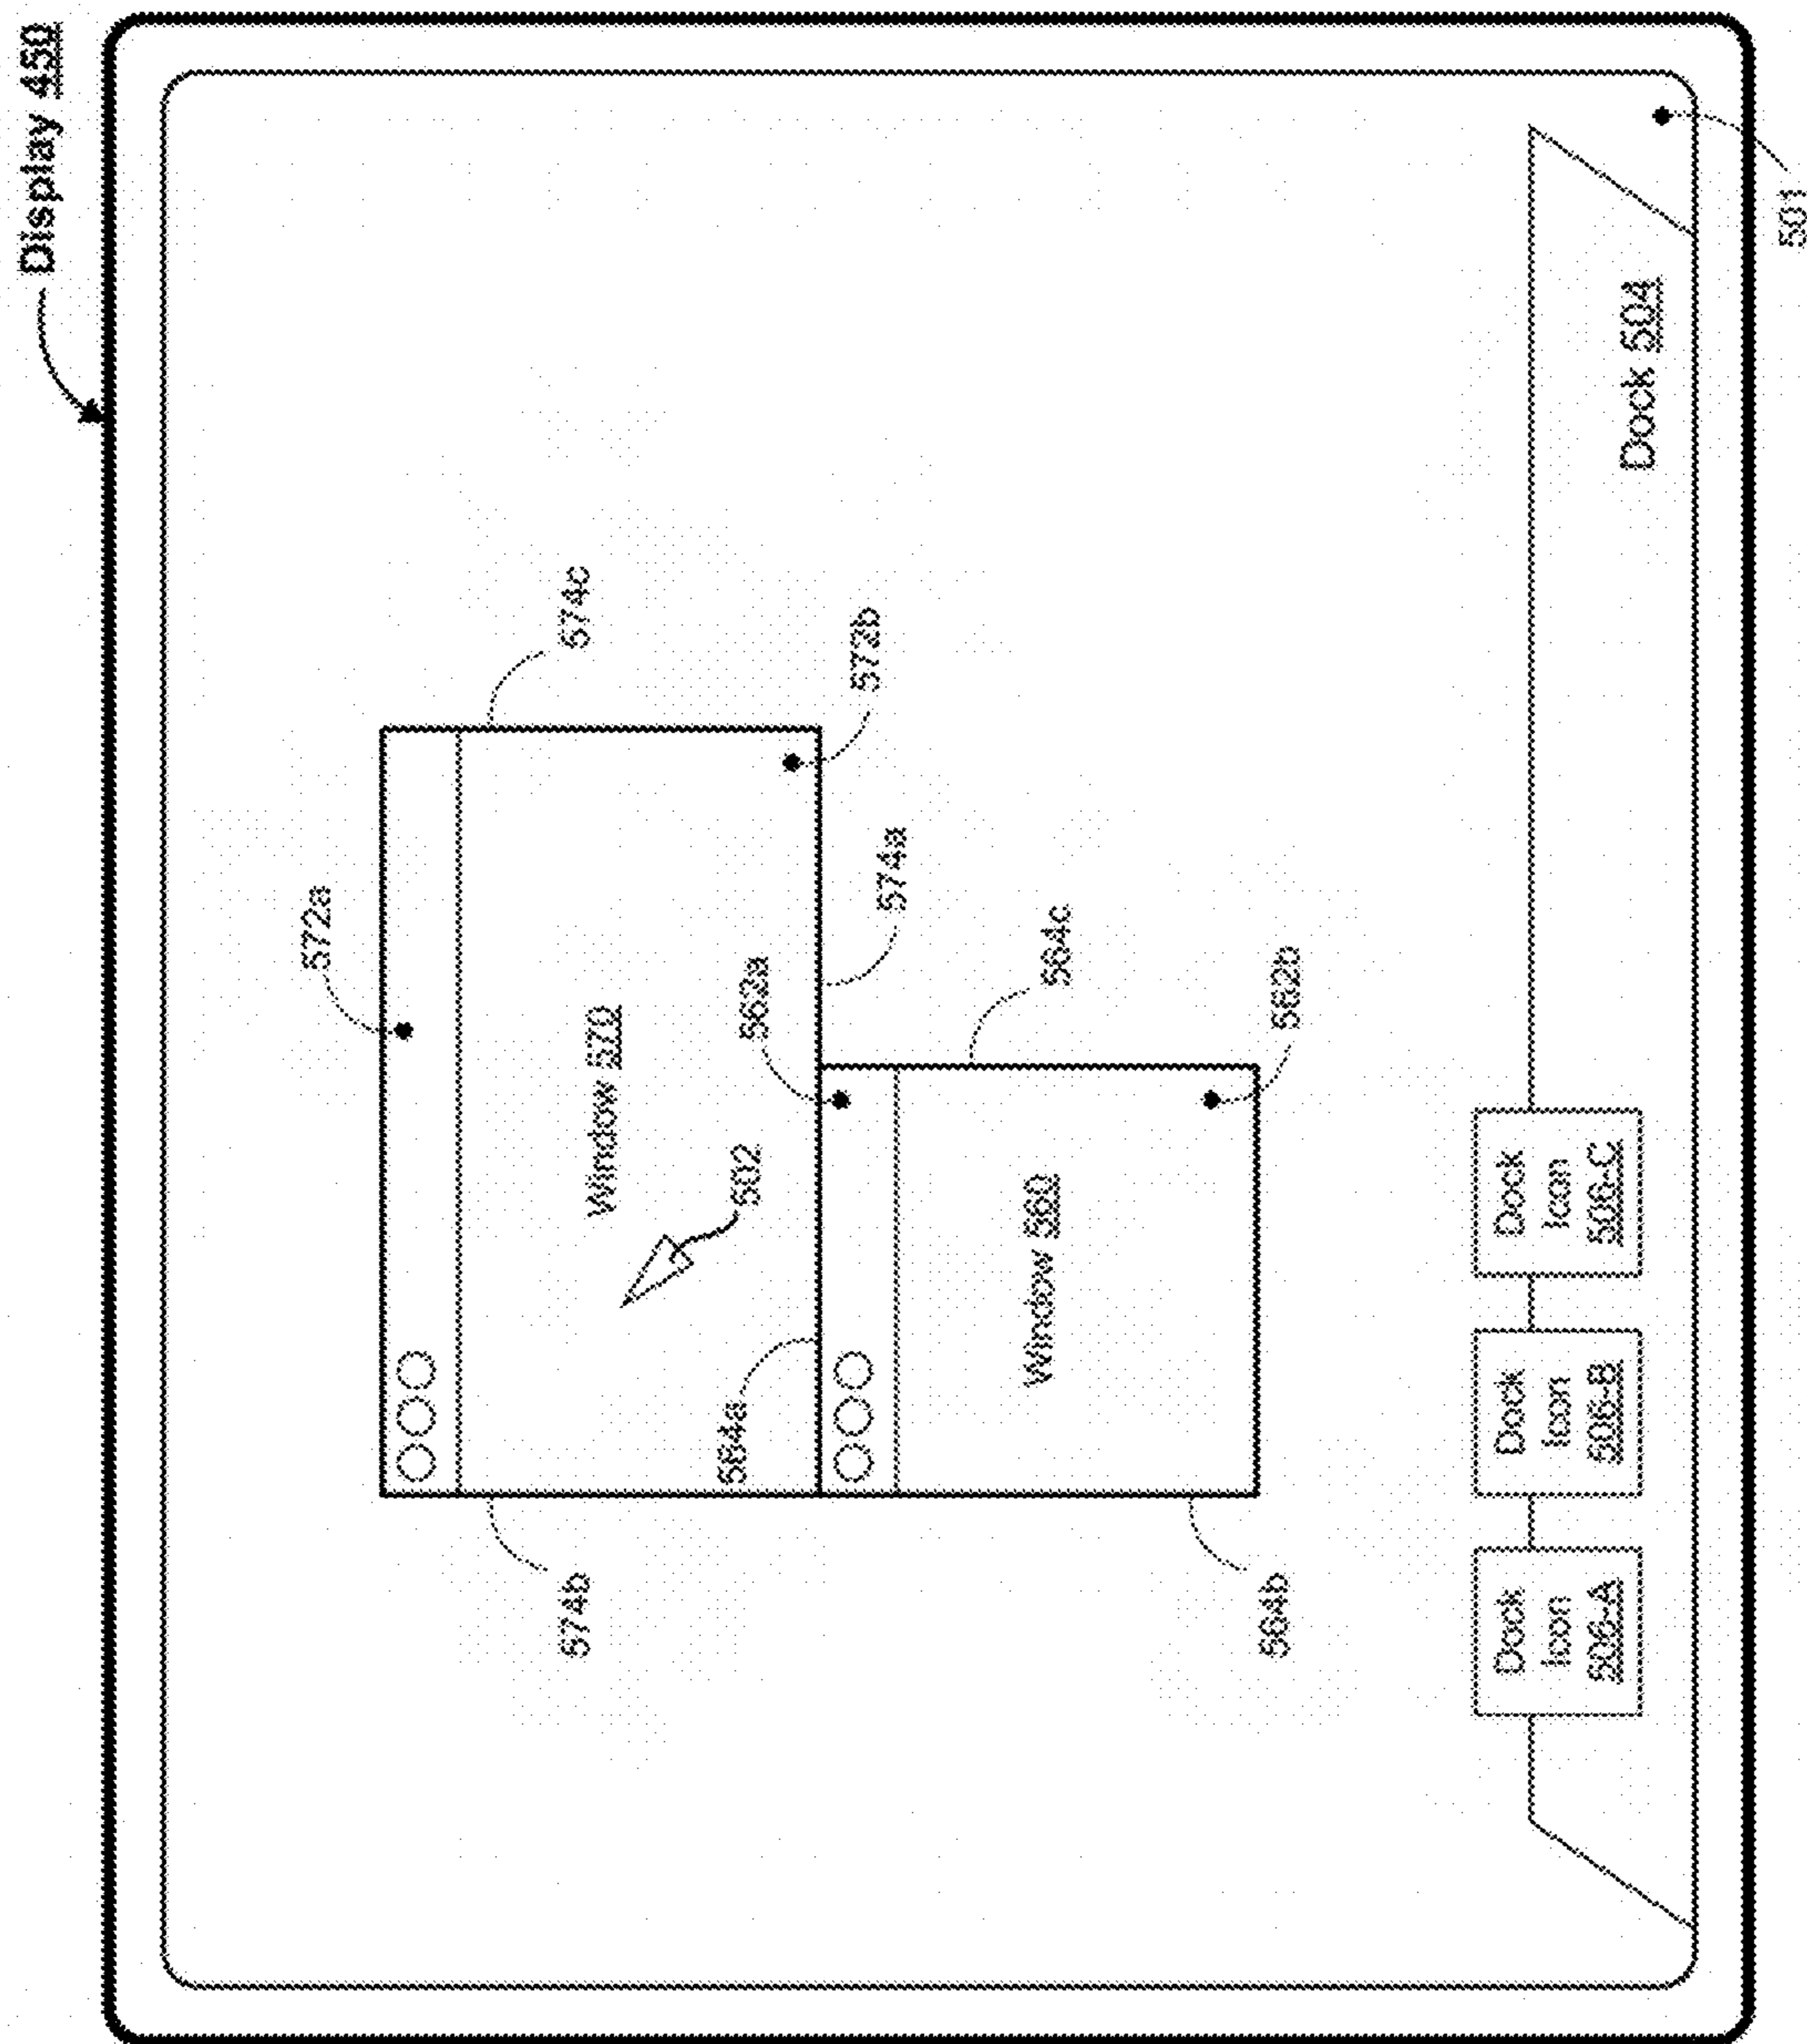 Display 450
572a
574c
Window 570
572b
502
562a
574a
564a
574b
564c
Window 560
562b
564b
Dock
Icon
506-A
Dock
Icon
506-B
Dock
Icon
506-C
Dock 504
501